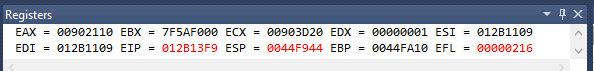 Registers
EAX = 00902110 EBX = 7F5AF000 ECX = 00903D20 EDX = 00000001 ESI = 012B1109
EDI = 012B1109 EIP = 012B13F9 ESP = 0044F944 EBP = 0044FA10 EFL = 00000216